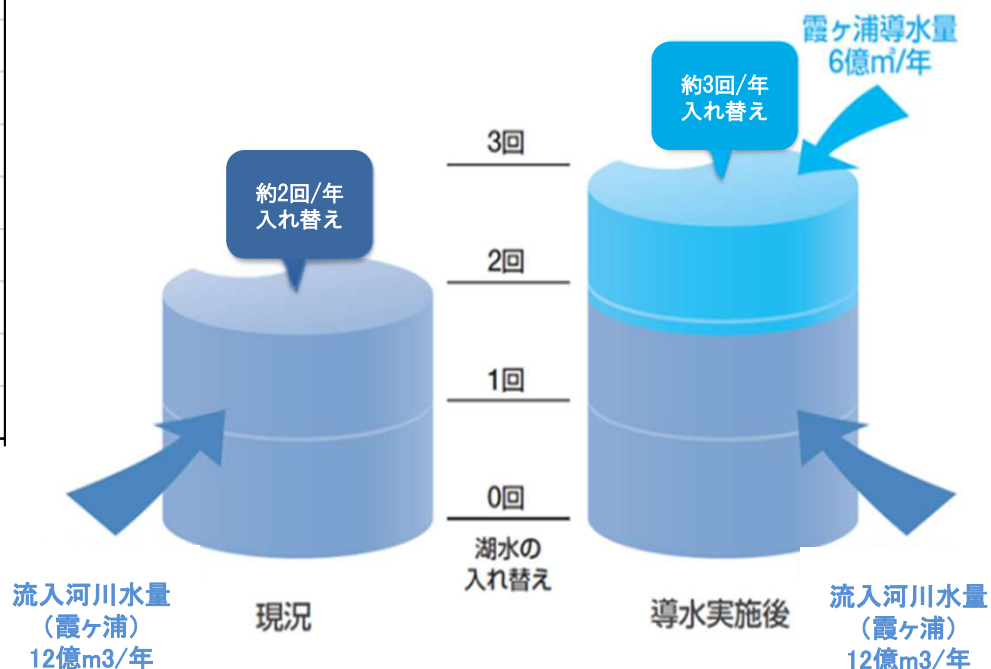 霞ヶ浦導水量
6億㎥/年
約3回/年
入れ替え
約2回/年
入れ替え
3回
2回
1回
0回
湖水の
入れ替え
現況
導水実施後
流入河川水量
(霞ヶ浦)
12億m3/年
流入河川水量
(霞ヶ浦)
12億m3/年